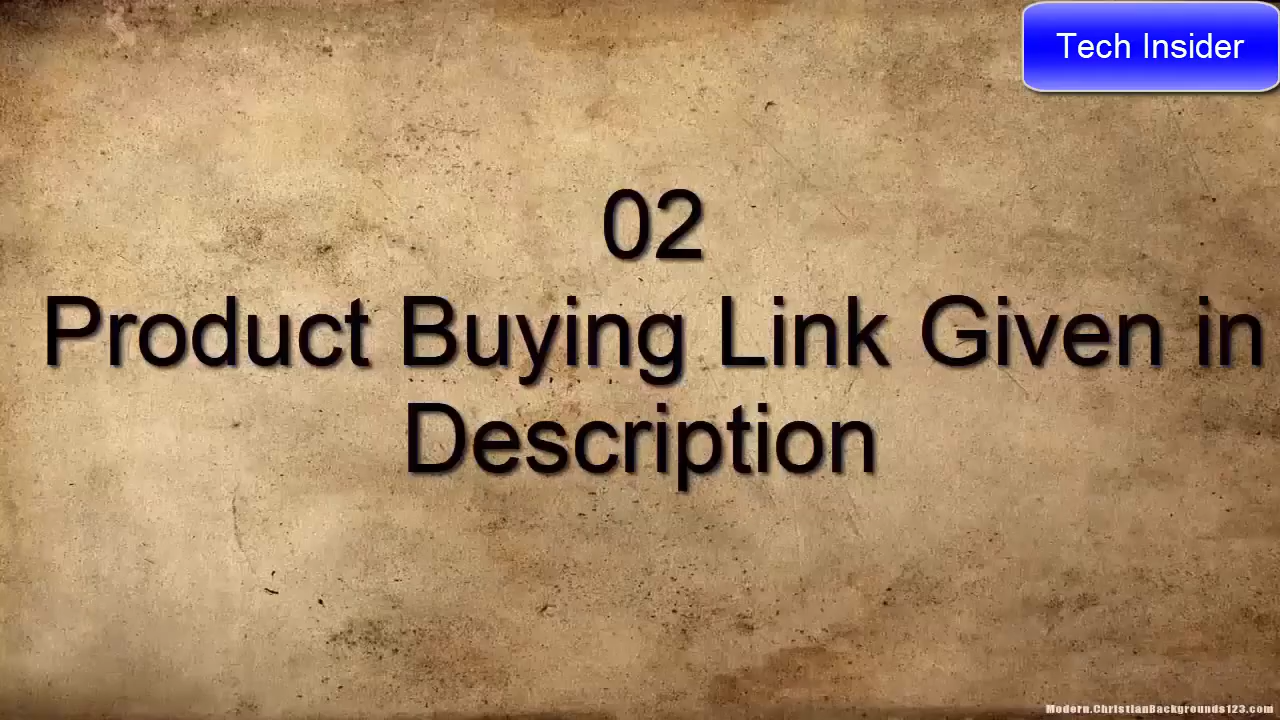 Tech Insider
02
Product Buying Link Given in
Description
Modern.ChristianBackgrounds123.com